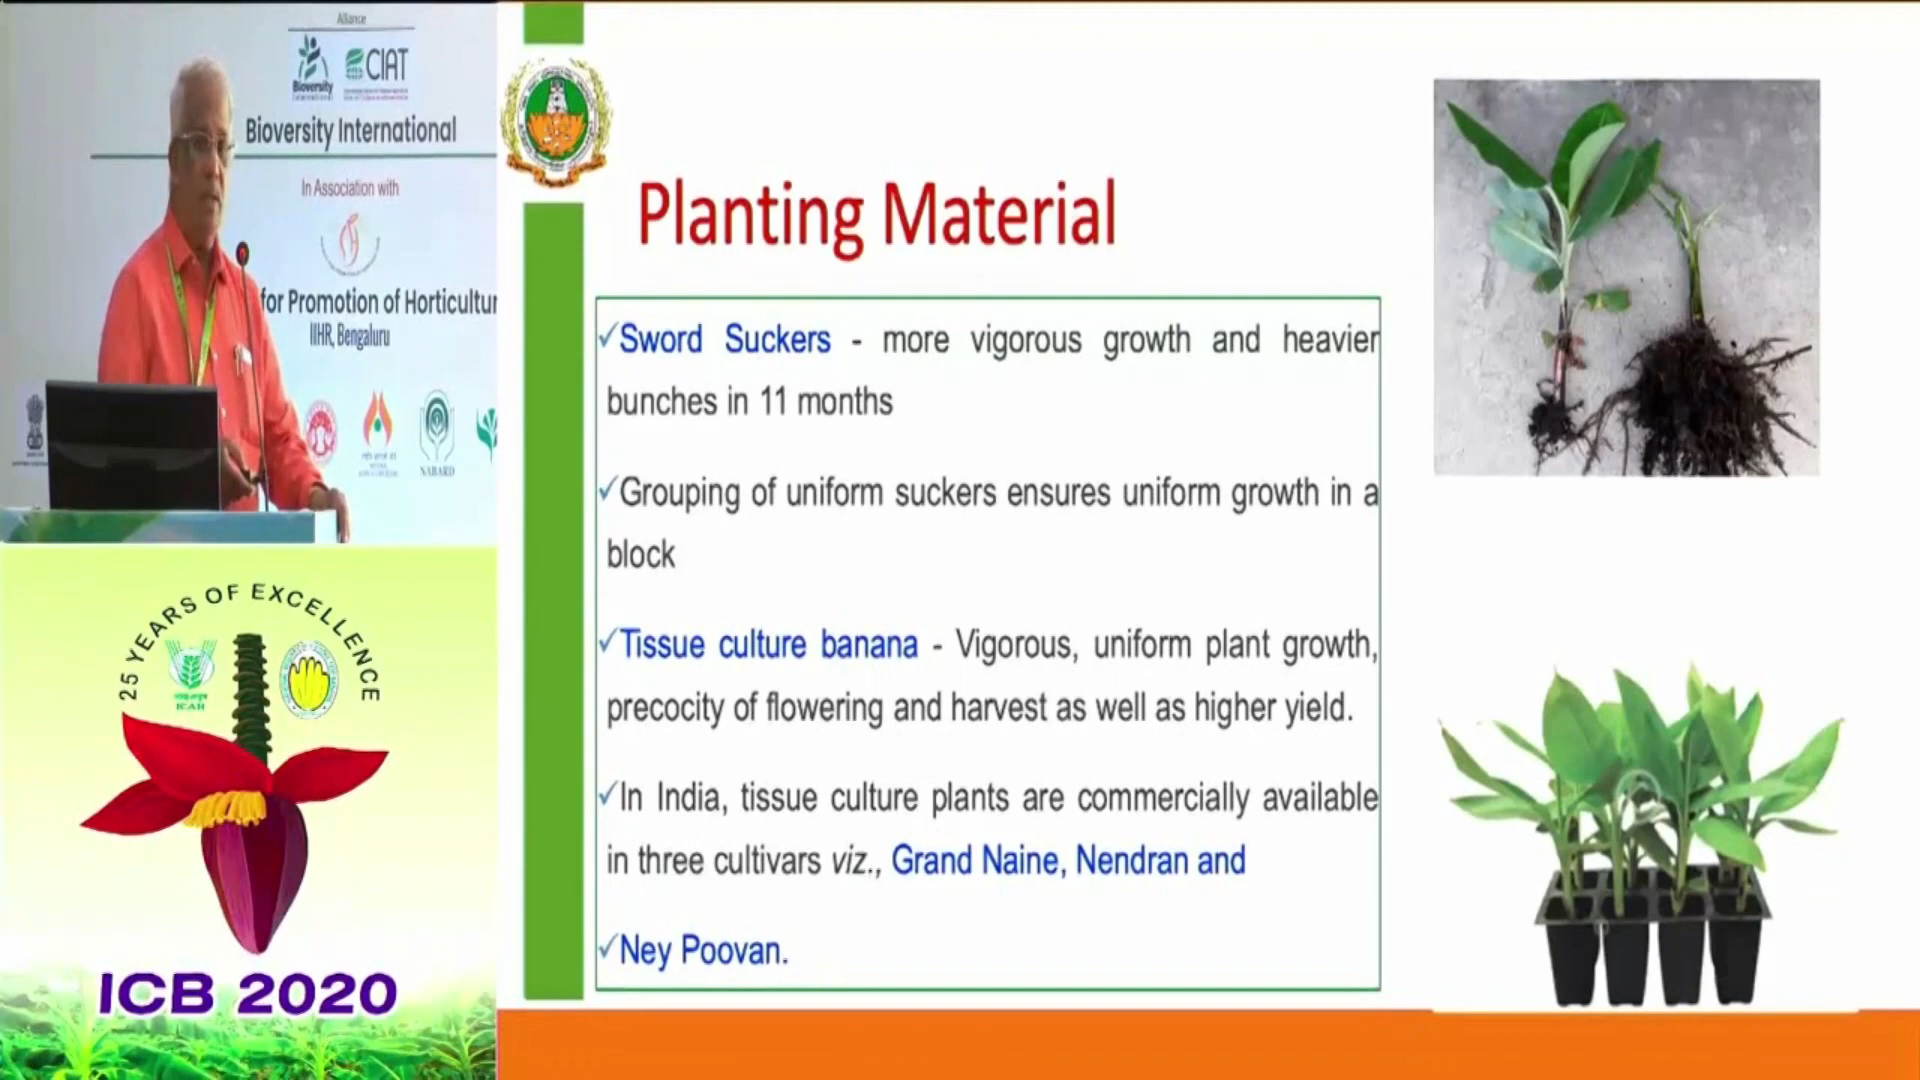 Alliance
Bioversity
CIAT
Bioversity International
In Association with
for Promotion of Horticultur
IIHR, Bengaluru
NABARD
25 YEARS OF EXCELLENCE
ICAR
ICB 2020
Planting Material
✓Sword Suckers - more vigorous growth and heavier
bunches in 11 months
✓Grouping of uniform suckers ensures uniform growth in a
block
✓Tissue culture banana - Vigorous, uniform plant growth,
precocity of flowering and harvest as well as higher yield.
✓In India, tissue culture plants are commercially available
in three cultivars viz., Grand Naine, Nendran and
✓Ney Poovan.